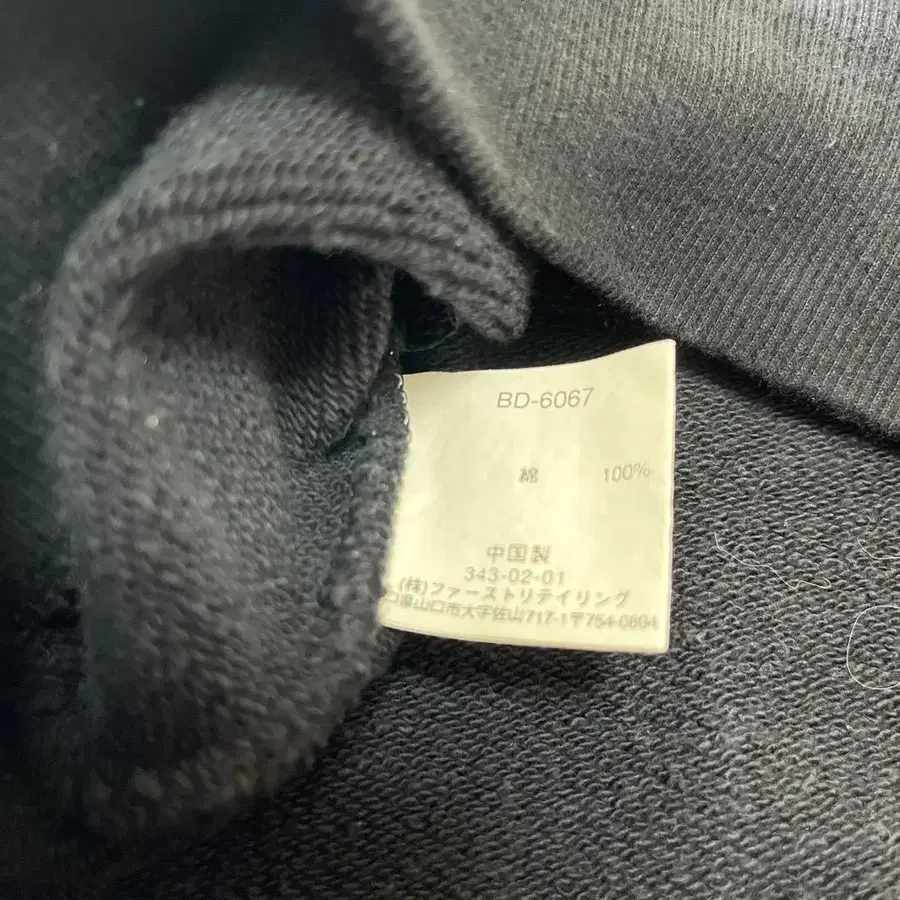 BD-6067
綿 100%
中国製
343-02-01
(株)ファーストリテイリング
口県山口市大字佐山717-1〒754-0894